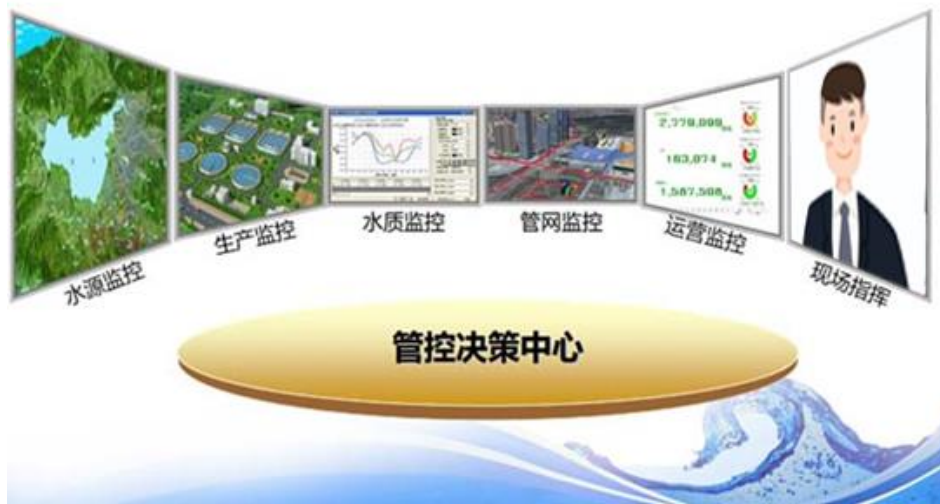 水源监控
生产监控
水质监控
管网监控
运营监控
现场指挥
2,779,099
163,074
1,587,508
管控决策中心